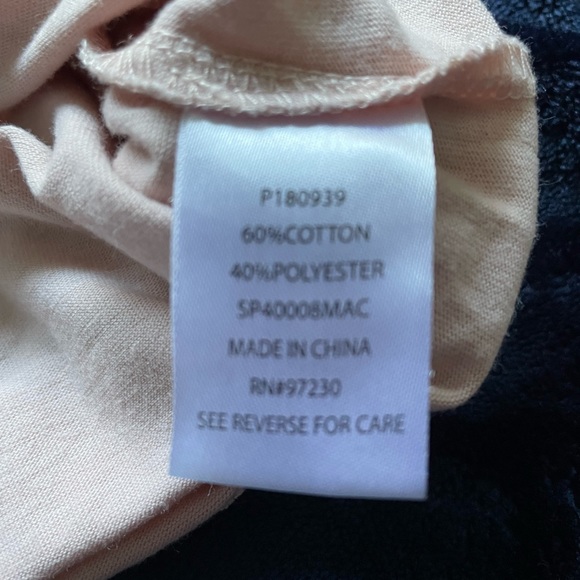 P180939
60%COTTON
40%POLYESTER
SP40008MAC
MADE IN CHINA
RN#97230
SEE REVERSE FOR CARE